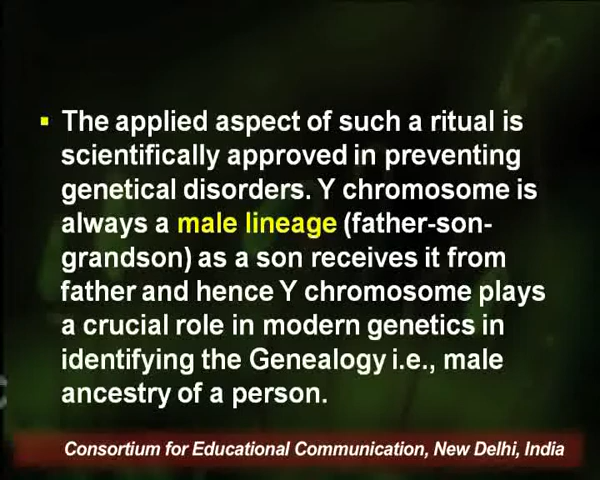 The applied aspect of such a ritual is
scientifically approved in preventing
genetical disorders. Y chromosome is
always a male lineage (father-son-
grandson) as a son receives it from
father and hence Y chromosome plays
a crucial role in modern genetics in
identifying the Genealogy i.e., male
ancestry of a person.
Consortium for Educational Communication, New Delhi, India